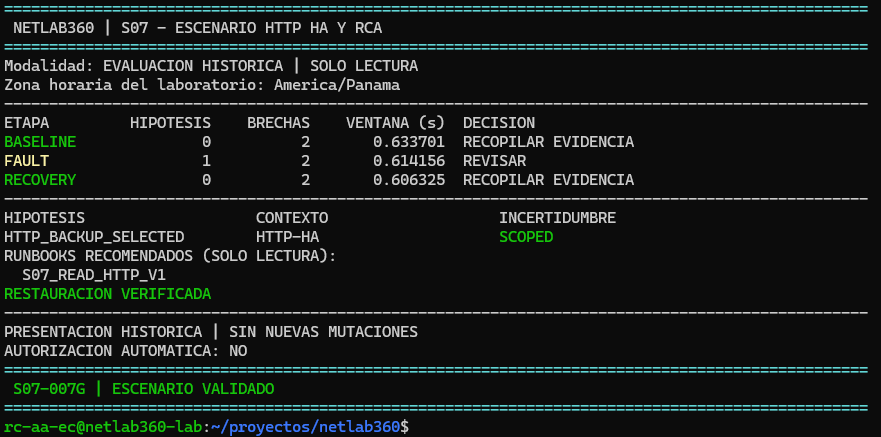 ================================================================================================
NETLAB360 | S07 - ESCENARIO HTTP HA Y RCA
================================================================================================
Modalidad: EVALUACION HISTORICA | SOLO LECTURA
Zona horaria del laboratorio: America/Panama
------------------------------------------------------------------------------------------------
ETAPA         HIPOTESIS    BRECHAS    VENTANA (s)  DECISION
BASELINE              0          2       0.633701  RECOPILAR EVIDENCIA
FAULT                 1          2       0.614156  REVISAR
RECOVERY              0          2       0.606325  RECOPILAR EVIDENCIA
------------------------------------------------------------------------------------------------
HIPOTESIS                   CONTEXTO                   INCERTIDUMBRE
HTTP_BACKUP_SELECTED        HTTP-HA                    SCOPED
RUNBOOKS RECOMENDADOS (SOLO LECTURA):
  S07_READ_HTTP_V1
RESTAURACION VERIFICADA
------------------------------------------------------------------------------------------------
PRESENTACION HISTORICA | SIN NUEVAS MUTACIONES
AUTORIZACION AUTOMATICA: NO
================================================================================================
S07-007G | ESCENARIO VALIDADO
================================================================================================
rc-aa-ec@netlab360-lab:~/proyectos/netlab360$